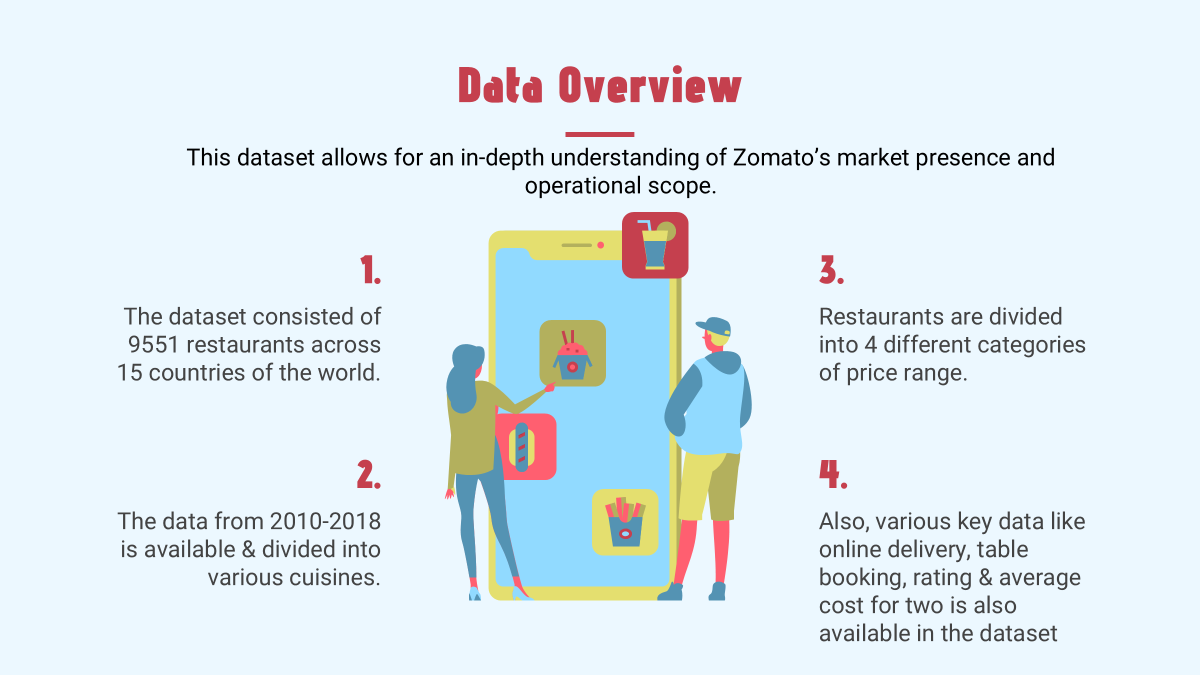 Data Overview
This dataset allows for an in-depth understanding of Zomato’s market presence and
operational scope.
1.
The dataset consisted of
9551 restaurants across
15 countries of the world.
2.
The data from 2010-2018
is available & divided into
various cuisines.
3.
Restaurants are divided
into 4 different categories
of price range.
4.
Also, various key data like
online delivery, table
booking, rating & average
cost for two is also
available in the dataset